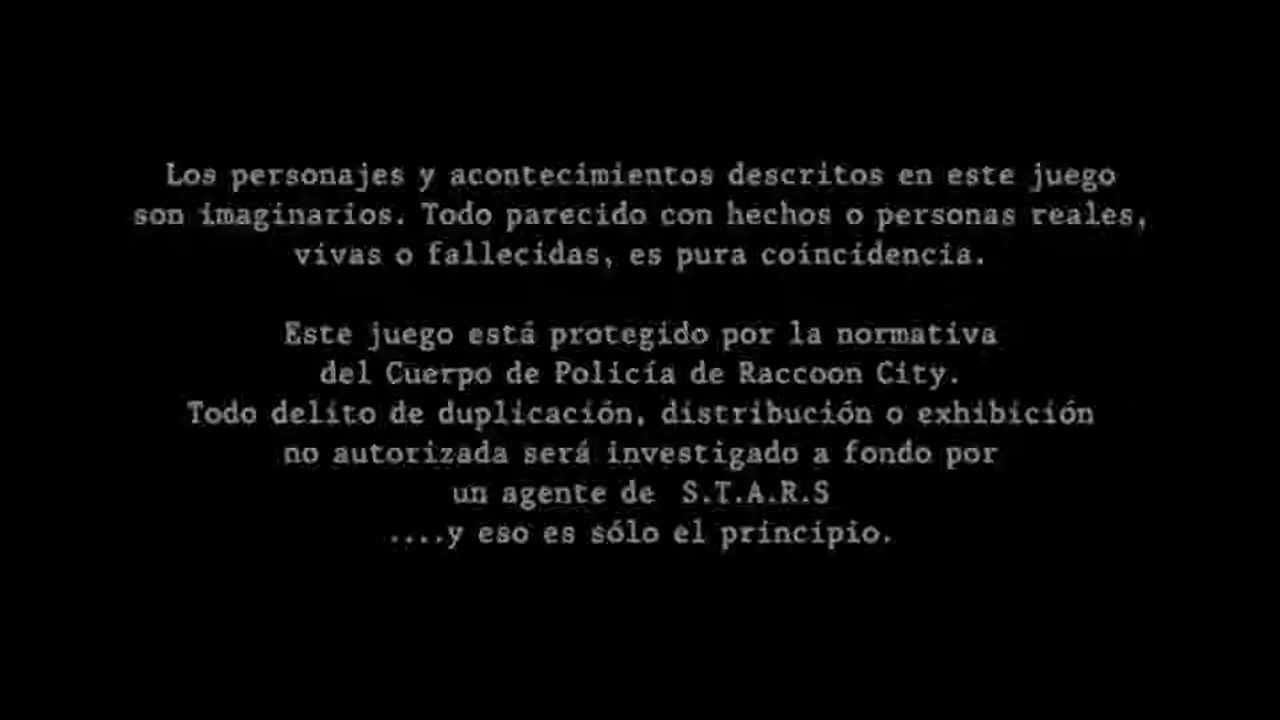 Los personajes y acontecimientos descritos en este juego
son imaginarios. Todo parecido con hechos o personas reales,
vivas o fallecidas, es pura coincidencia.
Este juego está protegido por la normativa
del Cuerpo de Policía de Raccoon City.
Todo delito de duplicación, distribución o exhibición
no autorizada será investigado a fondo por
un agente de S.T.A.R.S
....y eso es sólo el principio.